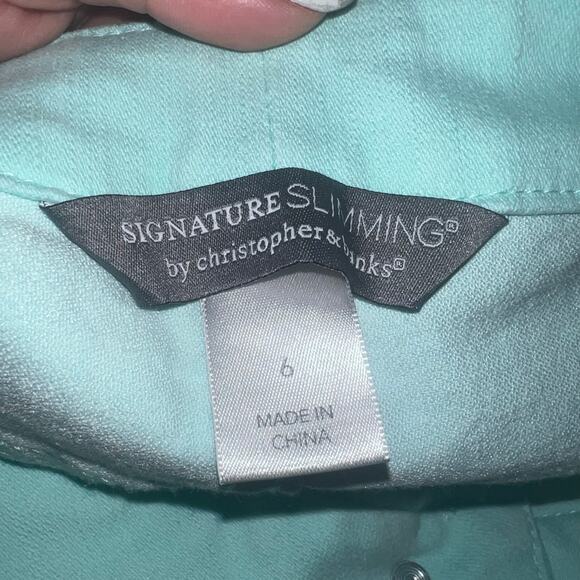 SIGNATURE SLIMMING®
by christopher & banks®
6
MADE IN
CHINA